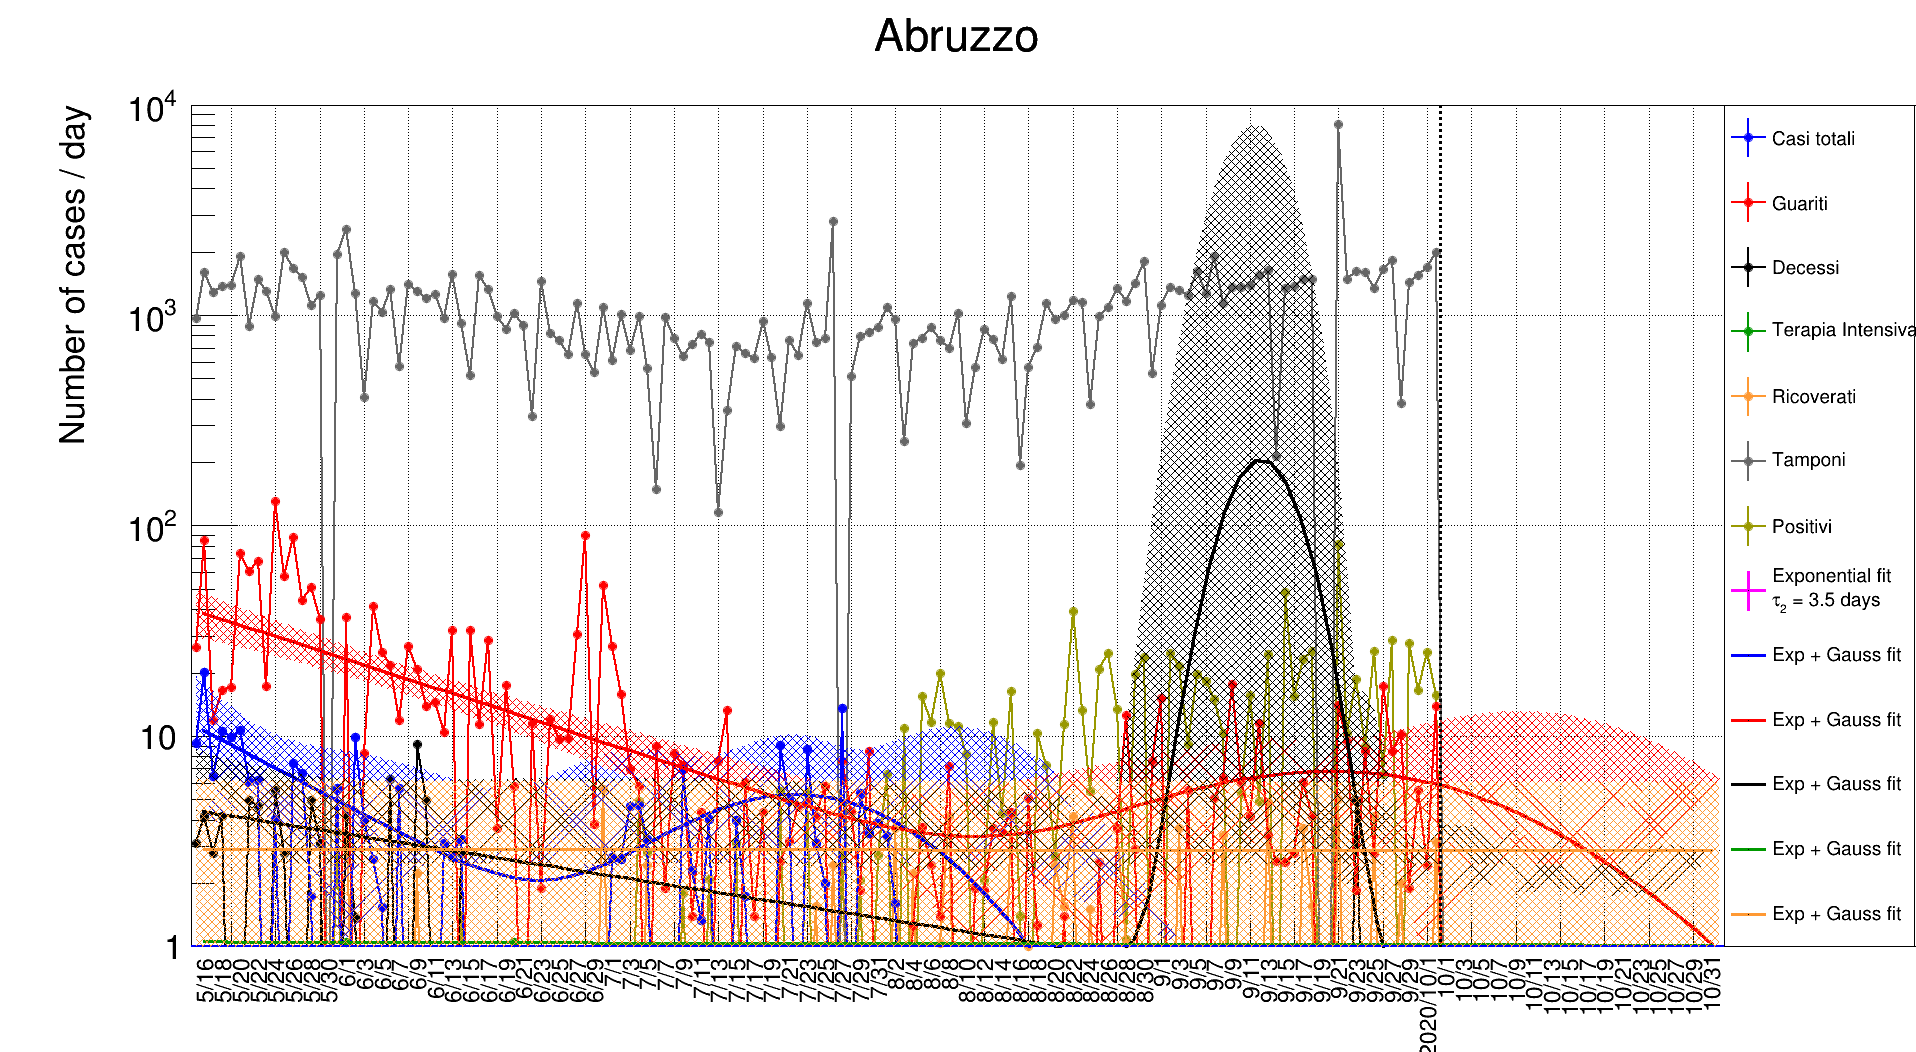 Abruzzo
Number of cases / day
10^4
10^3
10^2
10
1
5/16 5/18 5/20 5/22 5/24 5/26 5/28 5/30 6/1 6/3 6/5 6/7 6/9 6/11 6/13 6/15 6/17 6/19 6/21 6/23 6/25 6/27 6/29 7/1 7/3 7/5 7/7 7/9 7/11 7/13 7/15 7/17 7/19 7/21 7/23 7/25 7/27 7/29 7/31 8/2 8/4 8/6 8/8 8/10 8/12 8/14 8/16 8/18 8/20 8/22 8/24 8/26 8/28 8/30 9/1 9/3 9/5 9/7 9/9 9/11 9/13 9/15 9/17 9/19 9/21 9/23 9/25 9/27 9/29 2020/10/1 10/1 10/3 10/5 10/7 10/9 10/11 10/13 10/15 10/17 10/19 10/21 10/23 10/25 10/27 10/29 10/31
Casi totali
Guariti
Decessi
Terapia Intensiva
Ricoverati
Tamponi
Positivi
Exponential fit
τ2 = 3.5 days
Exp + Gauss fit
Exp + Gauss fit
Exp + Gauss fit
Exp + Gauss fit
Exp + Gauss fit